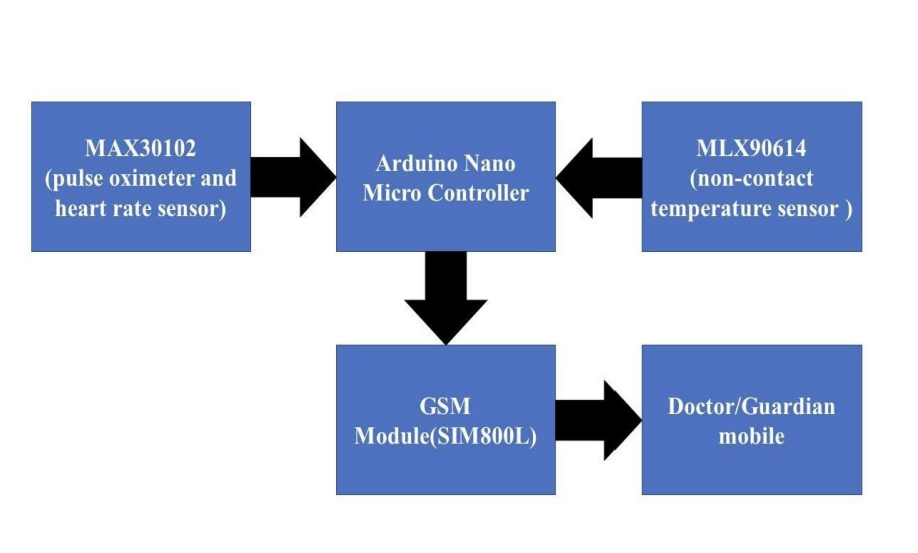 MAX30102
(pulse oximeter and
heart rate sensor)
Arduino Nano
Micro Controller
MLX90614
(non-contact
temperature sensor )
GSM
Module(SIM800L)
Doctor/Guardian
mobile